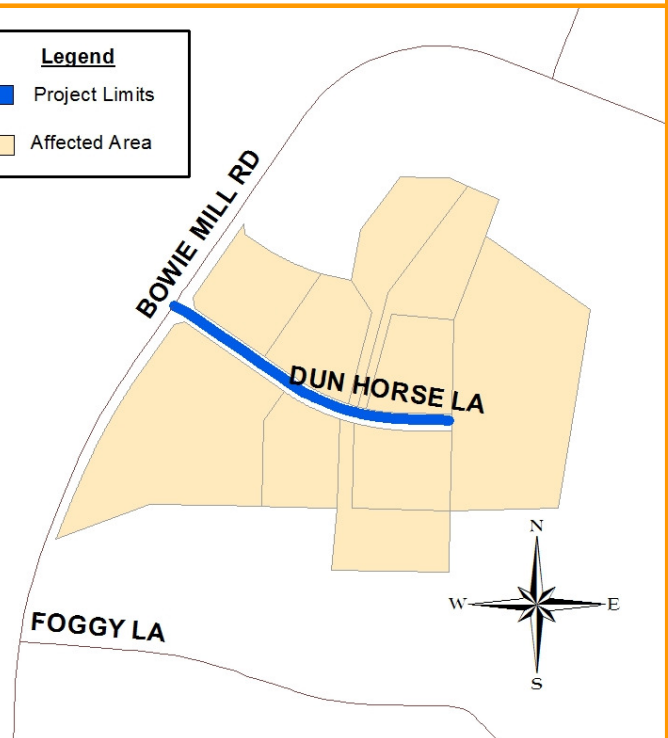 Legend
Project Limits
Affected Area
BOWIE MILL RD
DUN HORSE LA
N
W E
S
FOGGY LA